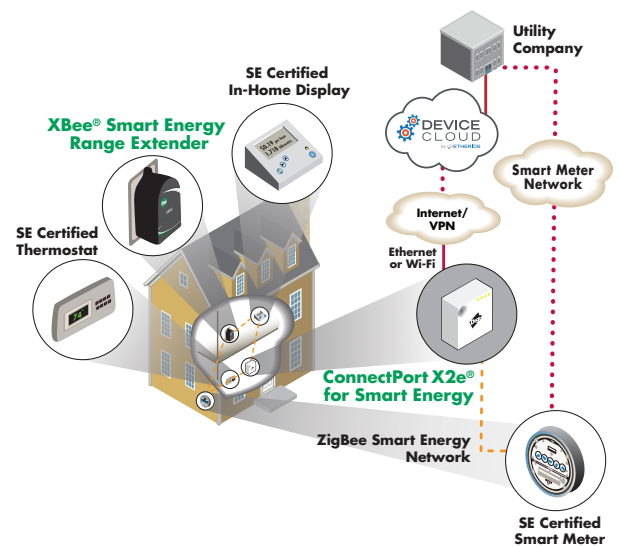 Utility
Company
SE Certified
In-Home Display
XBee® Smart Energy
Range Extender
DEVICE
CLOUD
by ETHERIOS
Smart Meter
Network
Internet/
VPN
SE Certified
Thermostat
Ethernet
or Wi-Fi
74
ConnectPort X2e®
for Smart Energy
ZigBee Smart Energy
Network
SE Certified
Smart Meter